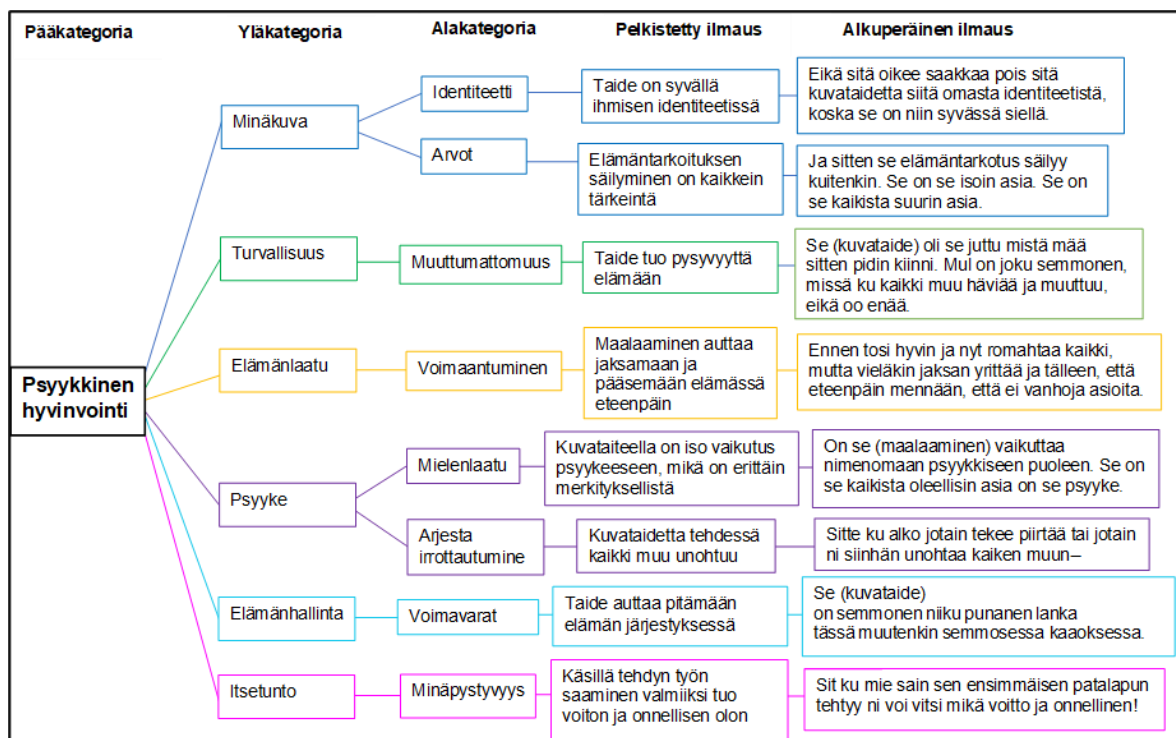 Pääkategoria
Yläkategoria
Alakategoria
Pelkistetty ilmaus
Alkuperäinen ilmaus
Psyykkinen
hyvinvointi
Minäkuva
Identiteetti
Taide on syvällä
ihmisen identiteetissä
Eikä sitä oikee saakkaa pois sitä
kuvataidetta siitä omasta identiteetistä,
koska se on niin syvässä siellä.
Arvot
Elämäntarkoituksen
säilyminen on kaikkein
tärkeintä
Ja sitten se elämäntarkotus säilyy
kuitenkin. Se on se isoin asia. Se on
se kaikista suurin asia.
Turvallisuus
Muuttumattomuus
Taide tuo pysyvyyttä
elämään
Se (kuvataide) oli se juttu mistä mää
sitten pidin kiinni. Mul on joku semmonen,
missä ku kaikki muu häviää ja muuttuu,
eikä oo enää.
Elämänlaatu
Voimaantuminen
Maalaaminen auttaa
jaksamaan ja
pääsemään elämässä
eteenpäin
Ennen tosi hyvin ja nyt romahtaa kaikki,
mutta vieläkin jaksan yrittää ja tälleen, että
eteenpäin mennään, että ei vanhoja asioita.
Psyyke
Mielenlaatu
Kuvataiteella on iso vaikutus
psyykeeseen, mikä on erittäin
merkityksellistä
On se (maalaaminen) vaikuttaa
nimenomaan psyykkiseen puoleen. Se on
se kaikista oleellisin asia on se psyyke.
Arjesta
irrottautumine
Kuvataidetta tehdessä
kaikki muu unohtuu
Sitte ku alko jotain tekee piirtää tai jotain
ni siinhän unohtaa kaiken muun–
Elämänhallinta
Voimavarat
Taide auttaa pitämään
elämän järjestyksessä
Se (kuvataide)
on semmonen niiku punanen lanka
tässä muutenkin semmosessa kaaoksessa.
Itsetunto
Minäpystyvyys
Käsillä tehdyn työn
saaminen valmiiksi tuo
voiton ja onnellisen olon
Sit ku mie sain sen ensimmäisen patalapun
tehtyy ni voi vitsi mikä voitto ja onnellinen!